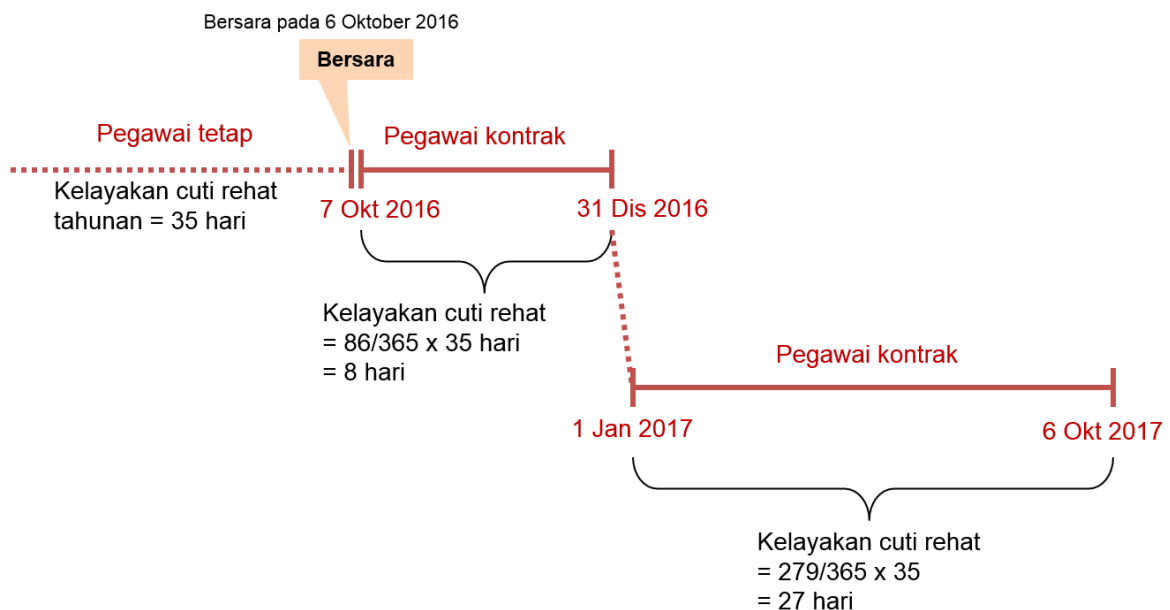 Bersara pada 6 Oktober 2016
Bersara
Pegawai tetap
Pegawai kontrak
Kelayakan cuti rehat
tahunan = 35 hari
7 Okt 2016
31 Dis 2016
Kelayakan cuti rehat
= 86/365 x 35 hari
= 8 hari
Pegawai kontrak
1 Jan 2017
6 Okt 2017
Kelayakan cuti rehat
= 279/365 x 35
= 27 hari